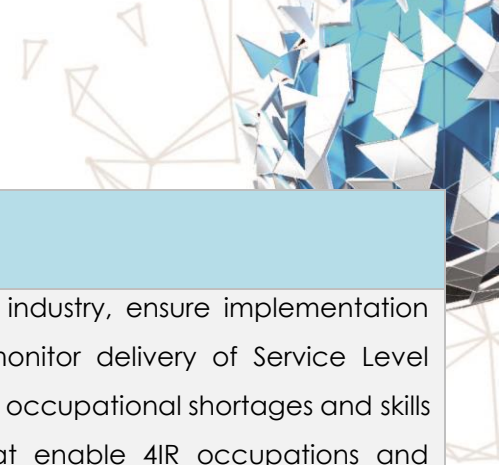 industry, ensure implementation
monitor delivery of Service Level
occupational shortages and skills
at enable 4IR occupations and